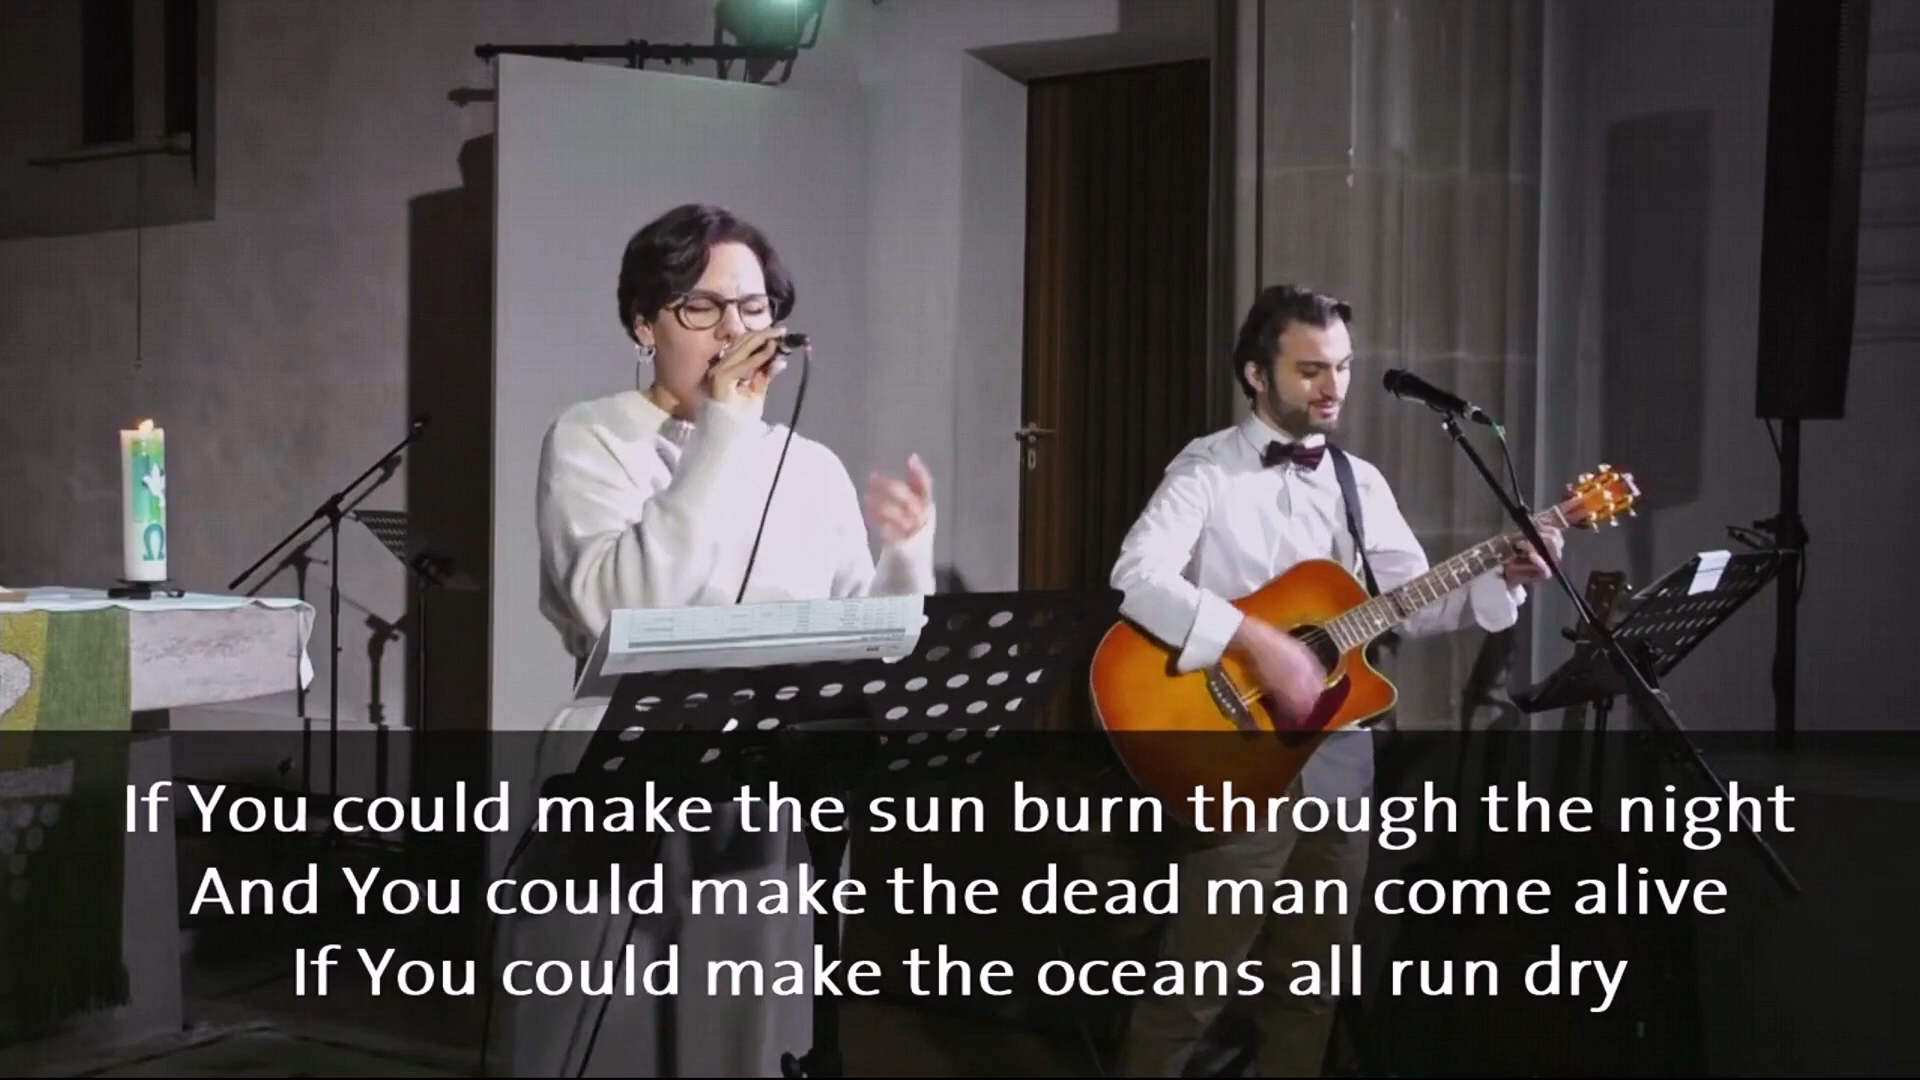 If You could make the sun burn through the night
And You could make the dead man come alive
If You could make the oceans all run dry